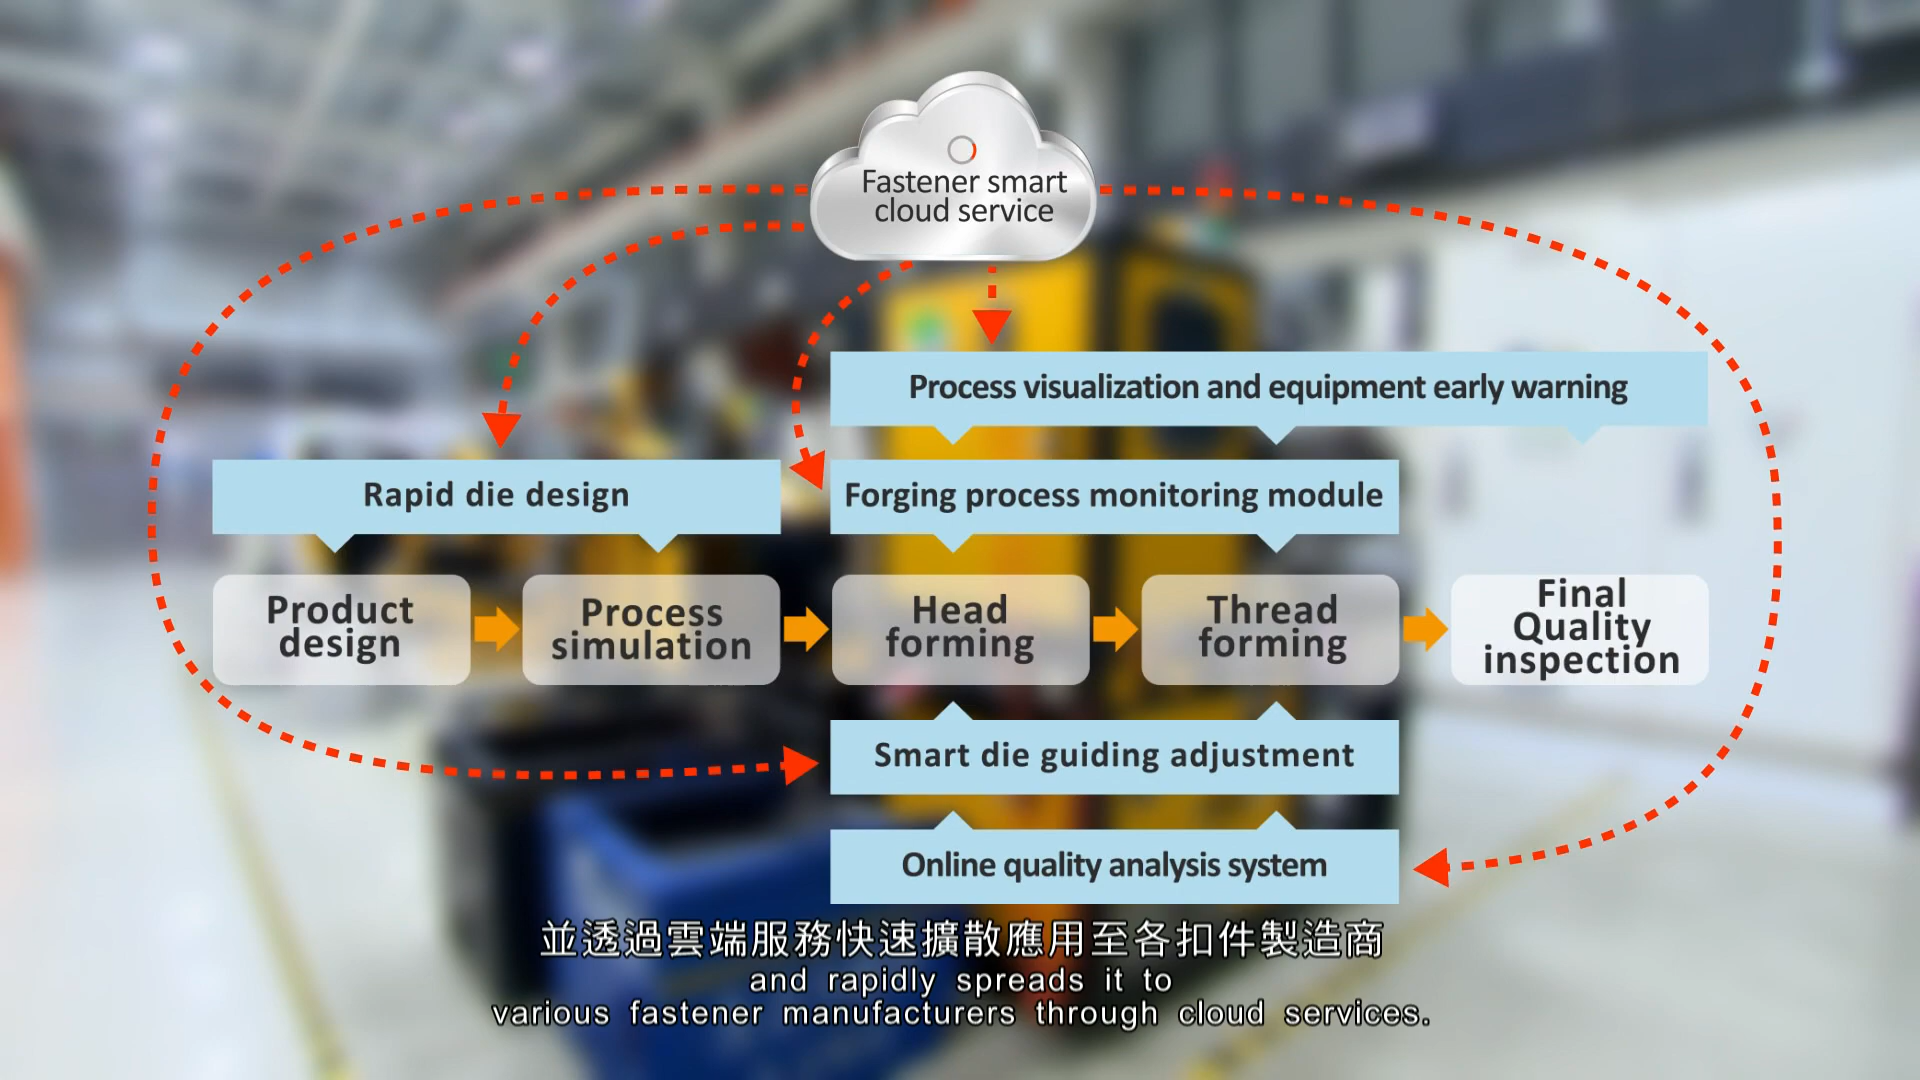 Fastener smart
cloud service
Process visualization and equipment early warning
Rapid die design
Forging process monitoring module
Product
design
Process
simulation
Head
forming
Thread
forming
Final
Quality
inspection
Smart die guiding adjustment
Online quality analysis system
並透過雲端服務快速擴散應用至各扣件製造商
and rapidly spreads it to
various fastener manufacturers through cloud services.